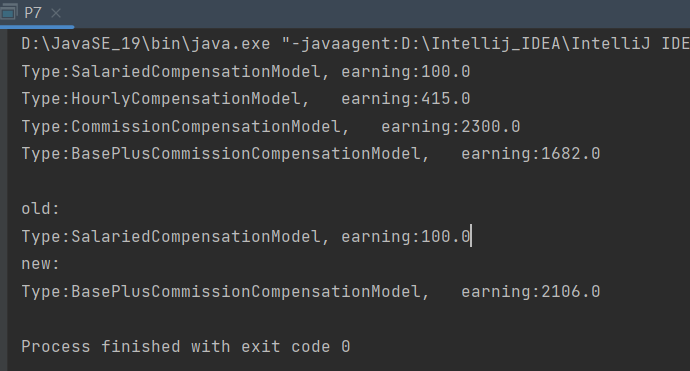 P7
D:\JavaSE_19\bin\java.exe "-javaagent:D:\Intellij_IDEA\IntelliJ IDE
Type:SalariedCompensationModel, earning:100.0
Type:HourlyCompensationModel,   earning:415.0
Type:CommissionCompensationModel,   earning:2300.0
Type:BasePlusCommissionCompensationModel,   earning:1682.0

old:
Type:SalariedCompensationModel, earning:100.0
new:
Type:BasePlusCommissionCompensationModel,   earning:2106.0

Process finished with exit code 0